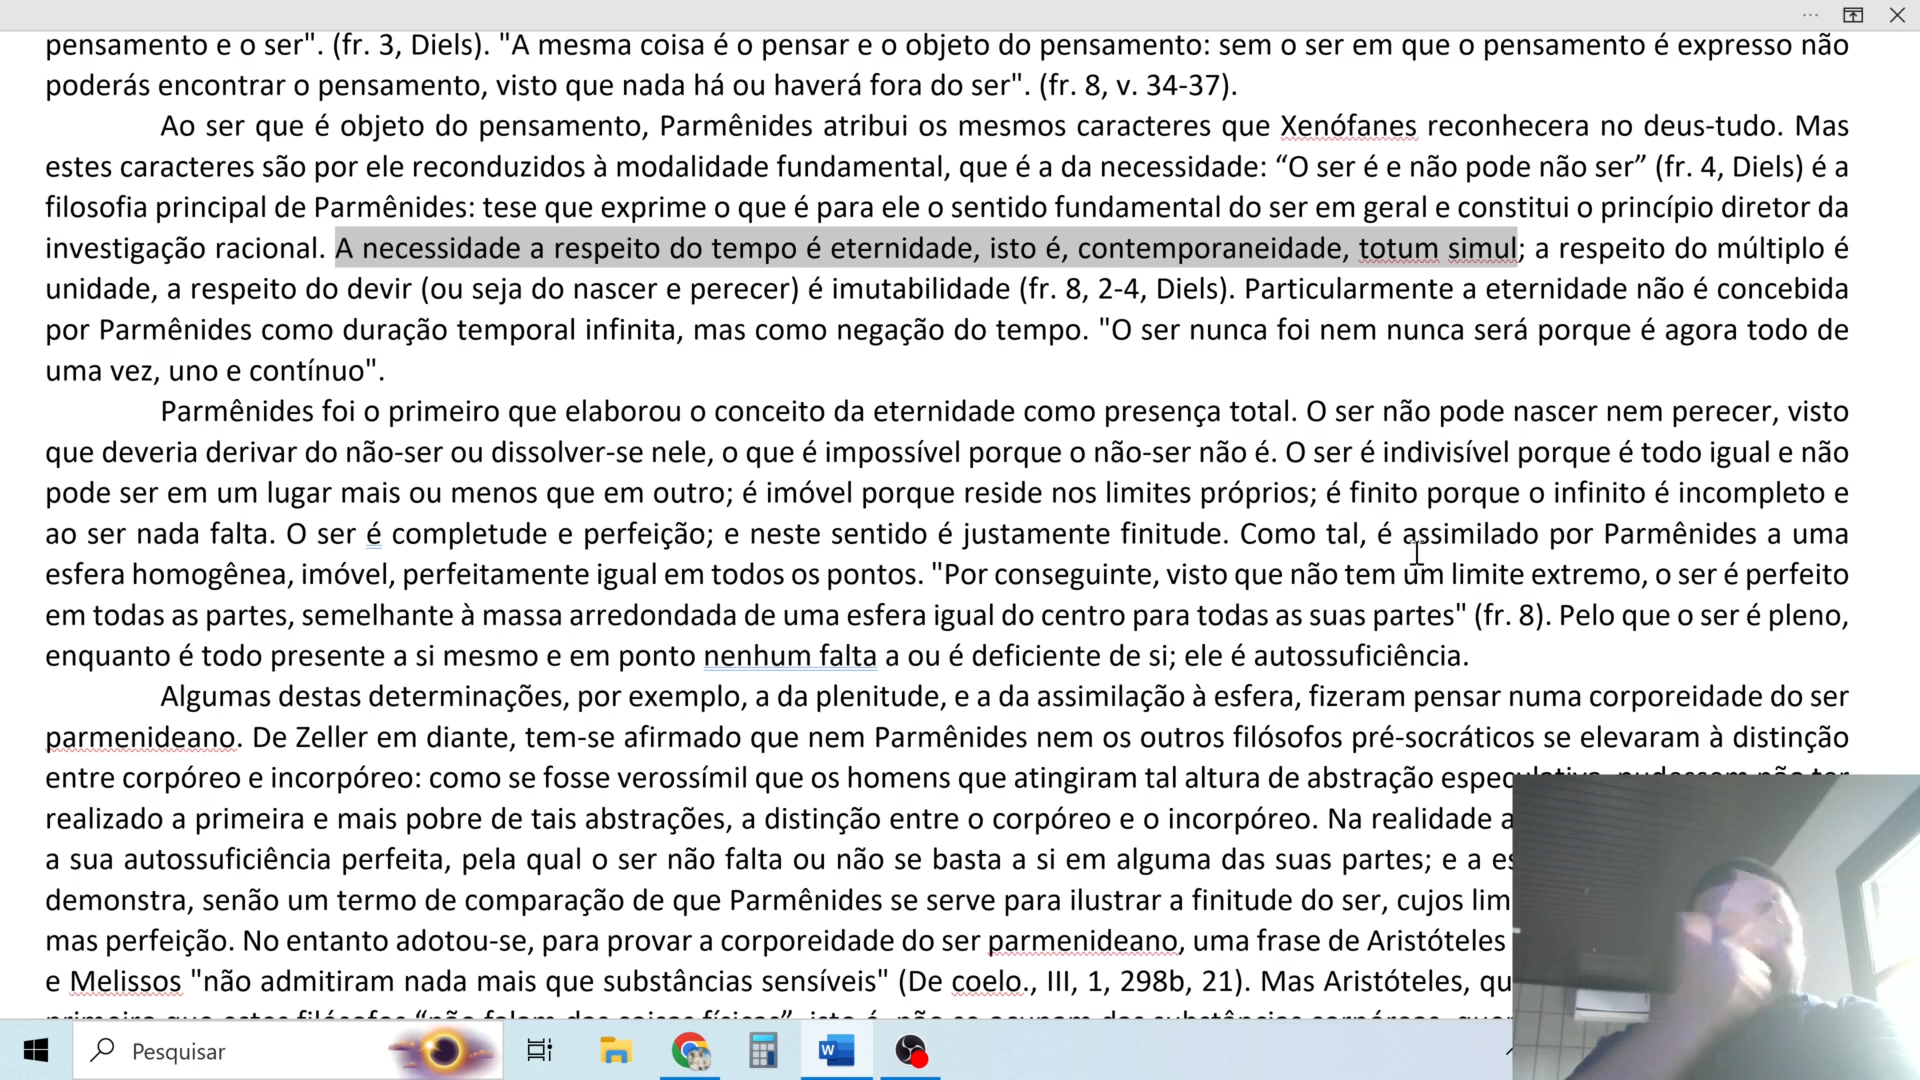 pensamento e o ser". (fr. 3, Diels). "A mesma coisa é o pensar e o objeto do pensamento: sem o ser em que o pensamento é expresso não
poderás encontrar o pensamento, visto que nada há ou haverá fora do ser". (fr. 8, v. 34-37).
Ao ser que é objeto do pensamento, Parmênides atribui os mesmos caracteres que Xenófanes reconhecera no deus-tudo. Mas
estes caracteres são por ele reconduzidos à modalidade fundamental, que é a da necessidade: “O ser é e não pode não ser” (fr. 4, Diels) é a
filosofia principal de Parmênides: tese que exprime o que é para ele o sentido fundamental do ser em geral e constitui o princípio diretor da
investigação racional. A necessidade a respeito do tempo é eternidade, isto é, contemporaneidade, totum simul; a respeito do múltiplo é
unidade, a respeito do devir (ou seja do nascer e perecer) é imutabilidade (fr. 8, 2-4, Diels). Particularmente a eternidade não é concebida
por Parmênides como duração temporal infinita, mas como negação do tempo. "O ser nunca foi nem nunca será porque é agora todo de
uma vez, uno e contínuo".
Parmênides foi o primeiro que elaborou o conceito da eternidade como presença total. O ser não pode nascer nem perecer, visto
que deveria derivar do não-ser ou dissolver-se nele, o que é impossível porque o não-ser não é. O ser é indivisível porque é todo igual e não
pode ser em um lugar mais ou menos que em outro; é imóvel porque reside nos limites próprios; é finito porque o infinito é incompleto e
ao ser nada falta. O ser é completude e perfeição; e neste sentido é justamente finitude. Como tal, é assimilado por Parmênides a uma
esfera homogênea, imóvel, perfeitamente igual em todos os pontos. "Por conseguinte, visto que não tem um limite extremo, o ser é perfeito
em todas as partes, semelhante à massa arredondada de uma esfera igual do centro para todas as suas partes" (fr. 8). Pelo que o ser é pleno,
enquanto é todo presente a si mesmo e em ponto nenhum falta a ou é deficiente de si; ele é autossuficiência.
Algumas destas determinações, por exemplo, a da plenitude, e a da assimilação à esfera, fizeram pensar numa corporeidade do ser
parmenideano. De Zeller em diante, tem-se afirmado que nem Parmênides nem os outros filósofos pré-socráticos se elevaram à distinção
entre corpóreo e incorpóreo: como se fosse verossímil que os homens que atingiram tal altura de abstração especulativa, pudessem não ter
realizado a primeira e mais pobre de tais abstrações, a distinção entre o corpóreo e o incorpóreo. Na realidade a
a sua autossuficiência perfeita, pela qual o ser não falta ou não se basta a si em alguma das suas partes; e a es
demonstra, senão um termo de comparação de que Parmênides se serve para ilustrar a finitude do ser, cujos lim
mas perfeição. No entanto adotou-se, para provar a corporeidade do ser parmenideano, uma frase de Aristóteles
e Melissos "não admitiram nada mais que substâncias sensíveis" (De coelo., III, 1, 298b, 21). Mas Aristóteles, qu
primeiro que estes filósofos “não falam das coisas físicas”, isto é, não se ocupam das substâncias corpóreas, quer
Pesquisar